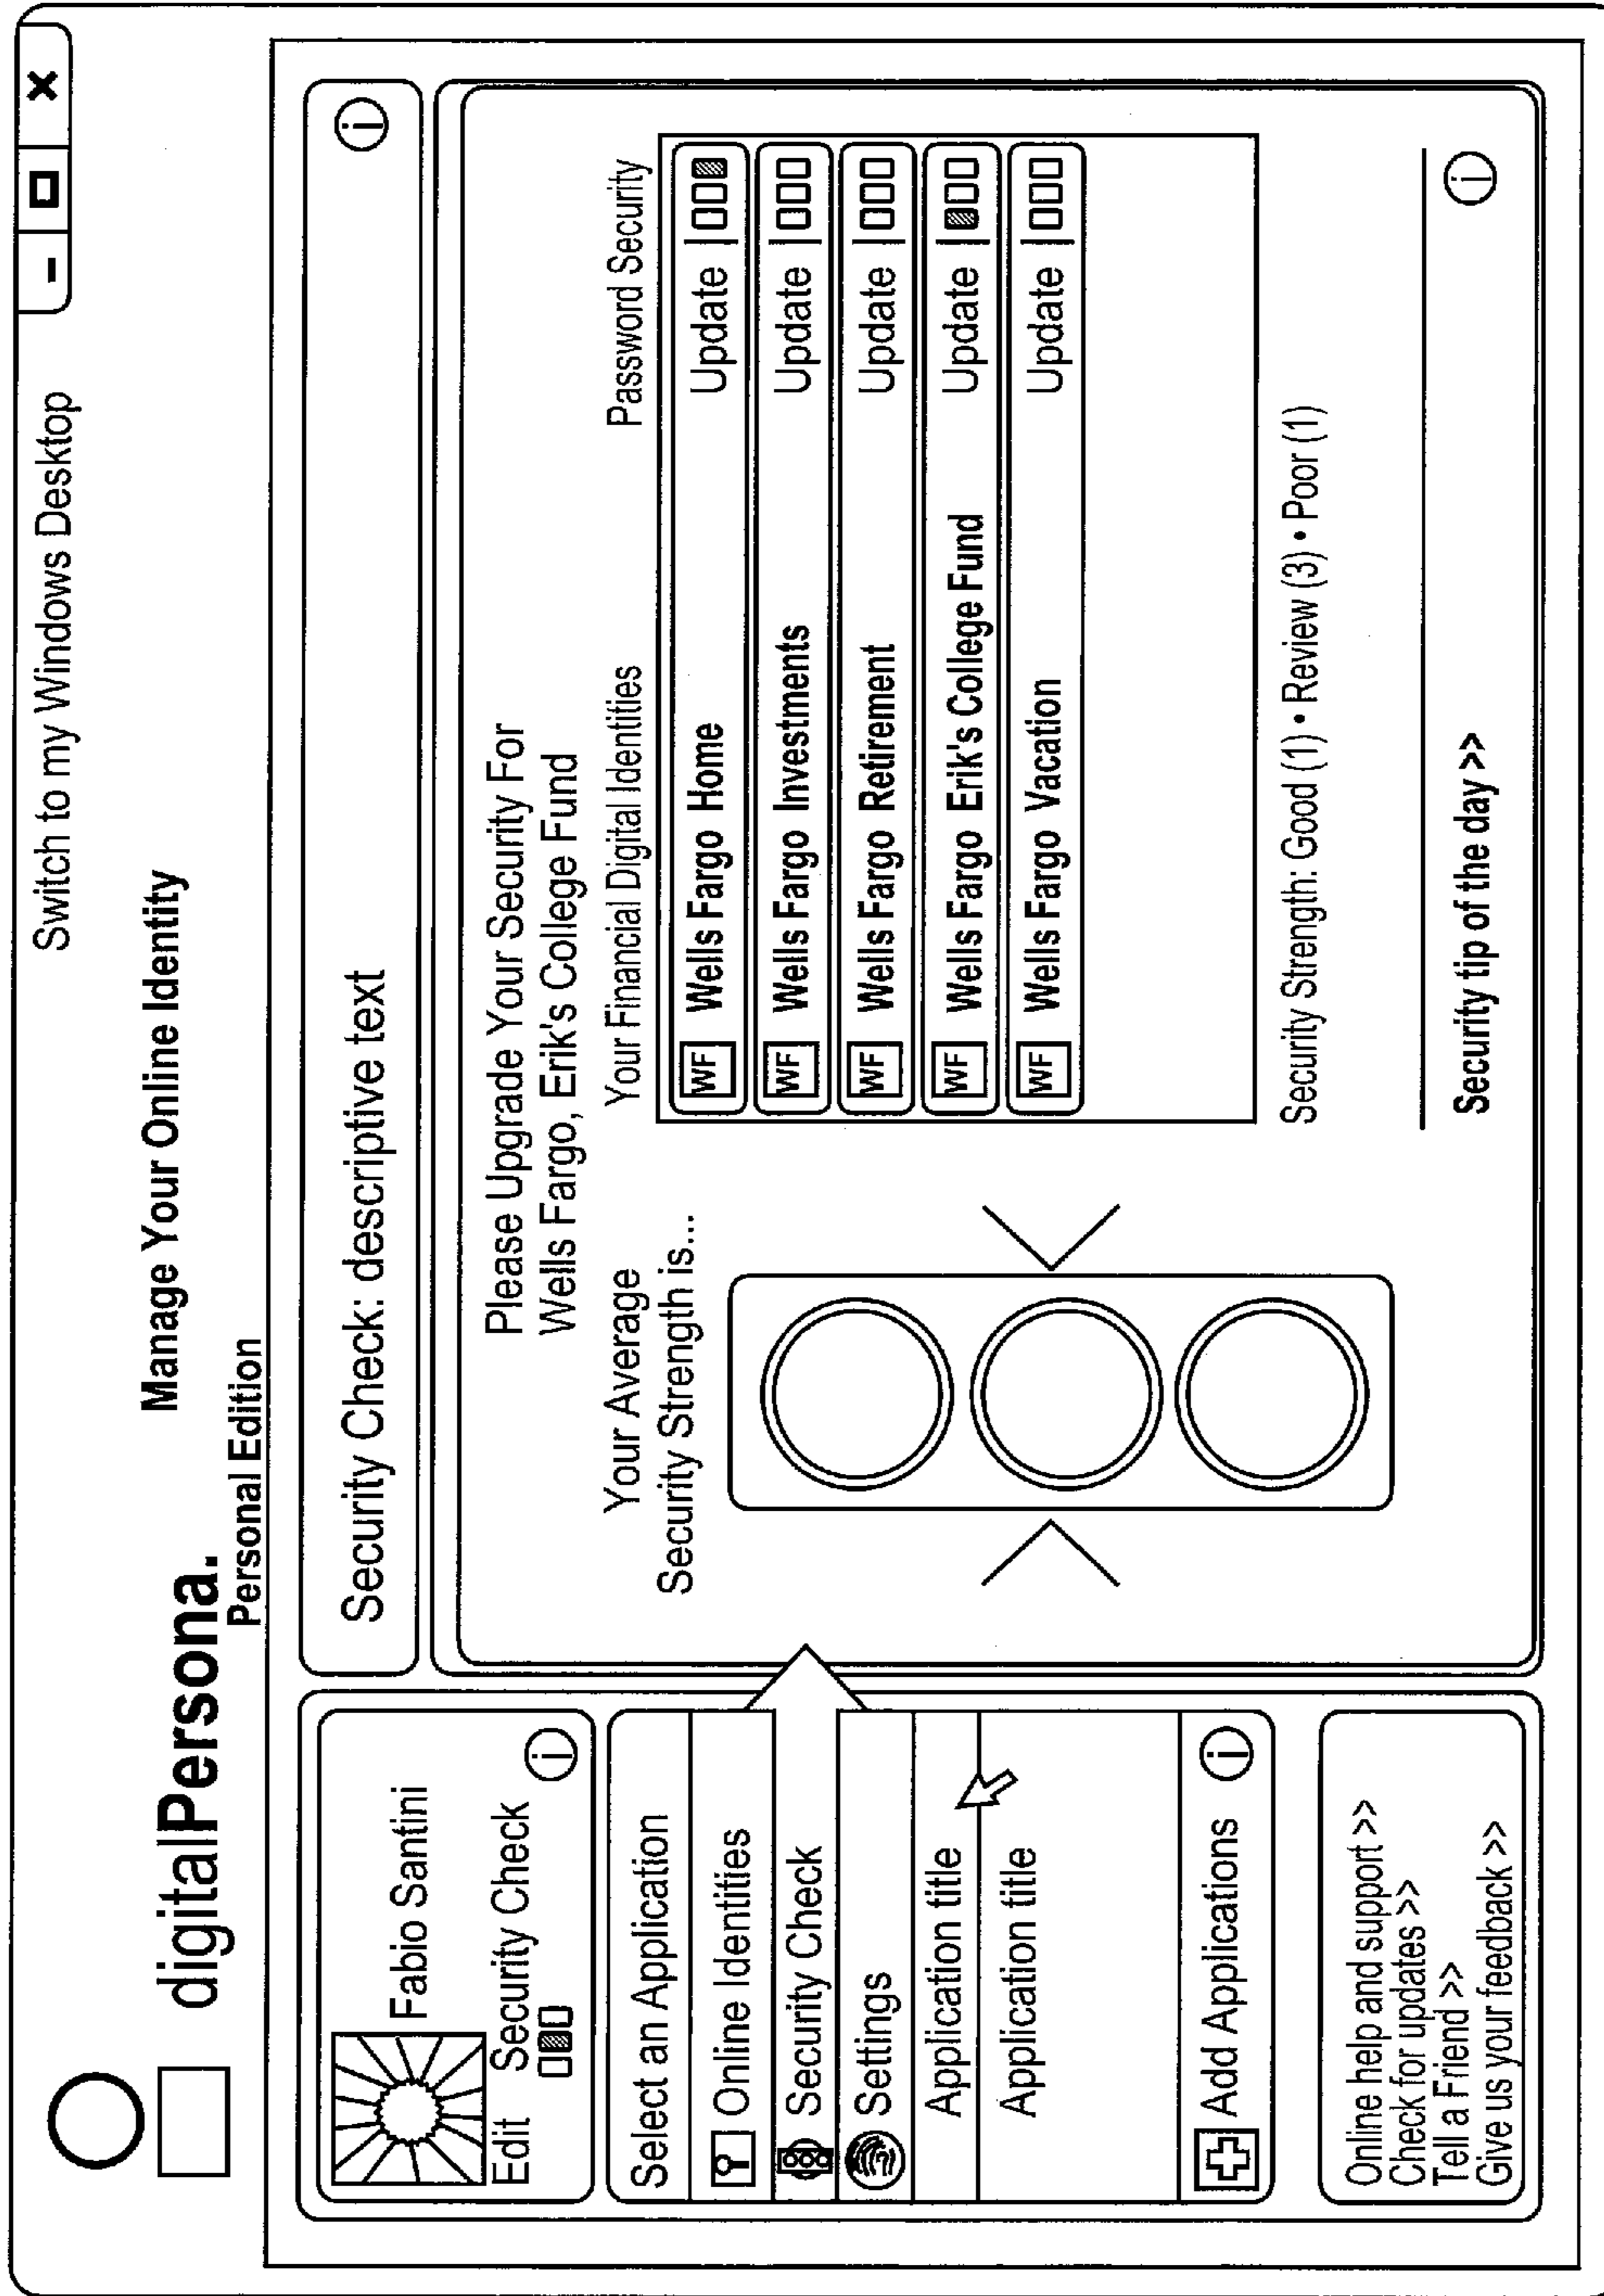 Switch to my Windows Desktop
digitalPersona.
Manage Your Online Identity
Personal Edition
Fabio Santini
Edit Security Check
Select an Application
Online Identities
Security Check
Settings
Application title
Application title
Add Applications
Online help and support >>
Check for updates >>
Tell a Friend >>
Give us your feedback >>
Security Check: descriptive text
Please Upgrade Your Security For
Wells Fargo, Erik's College Fund
Your Average
Security Strength is...
Your Financial Digital Identities Password Security
WF Wells Fargo Home Update
WF Wells Fargo Investments Update
WF Wells Fargo Retirement Update
WF Wells Fargo Erik's College Fund Update
WF Wells Fargo Vacation Update
Security Strength: Good (1) • Review (3) • Poor (1)
Security tip of the day >>